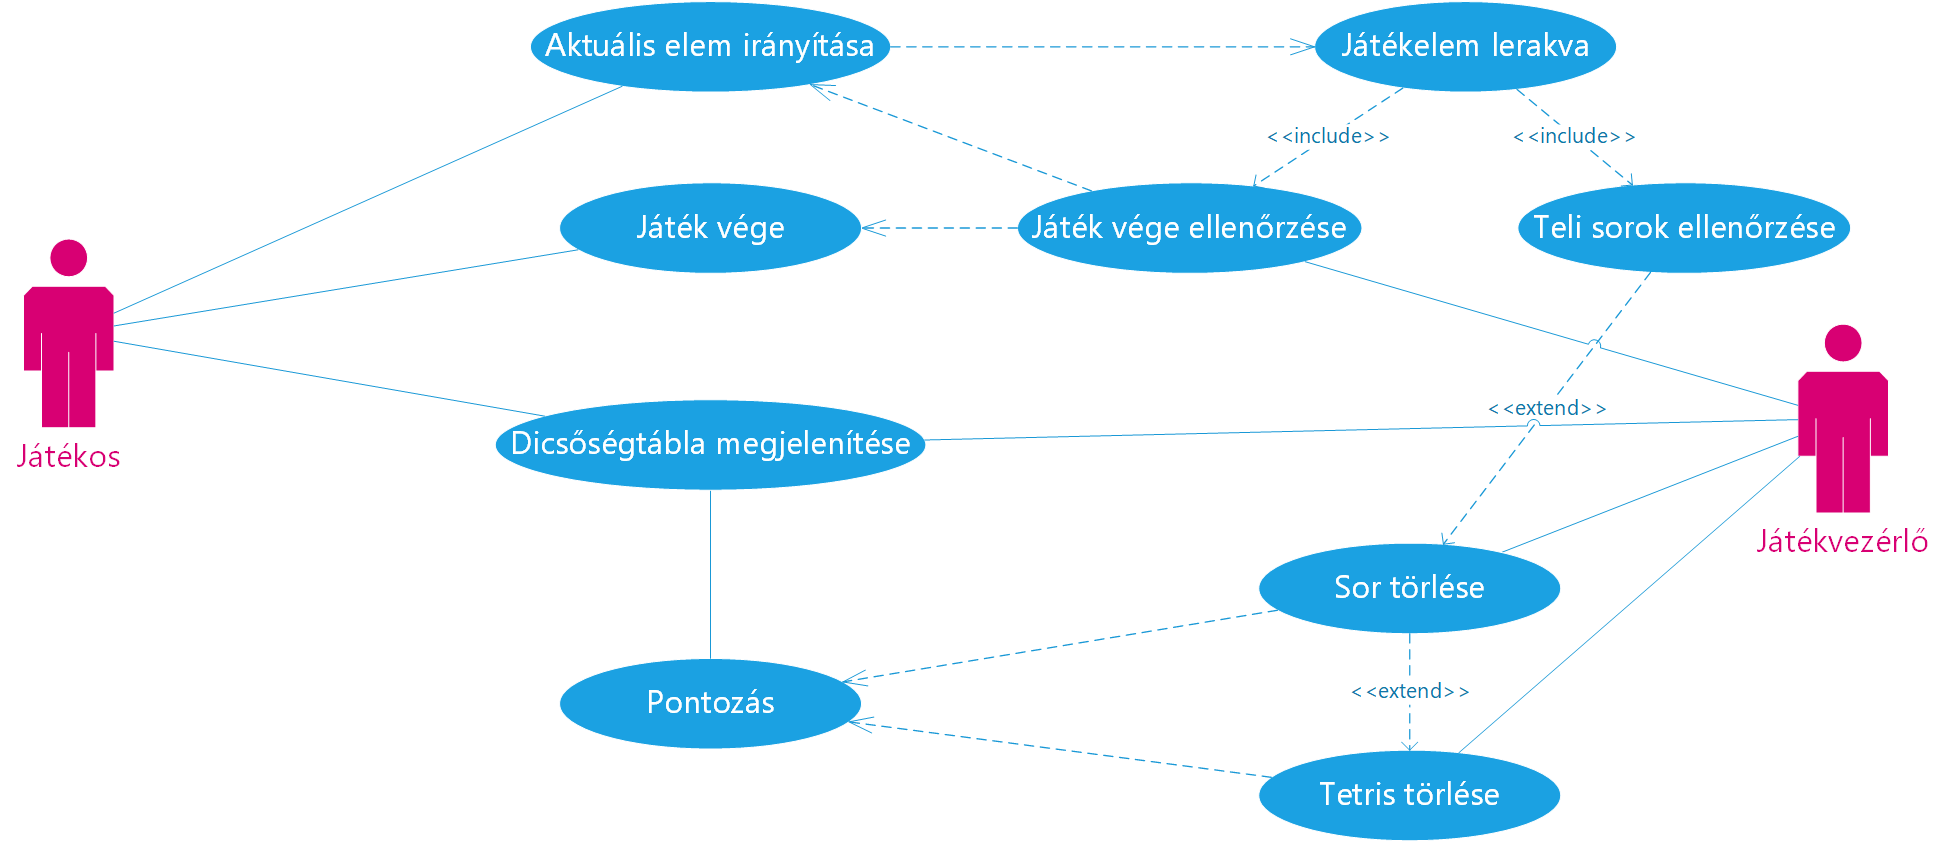 Aktuális elem irányítása
Játékelem lerakva
<<include>>
<<include>>
Játék vége
Játék vége ellenőrzése
Teli sorok ellenőrzése
<<extend>>
Játékos
Dicsőségtábla megjelenítése
Játékvezérlő
Sor törlése
<<extend>>
Pontozás
Tetris törlése